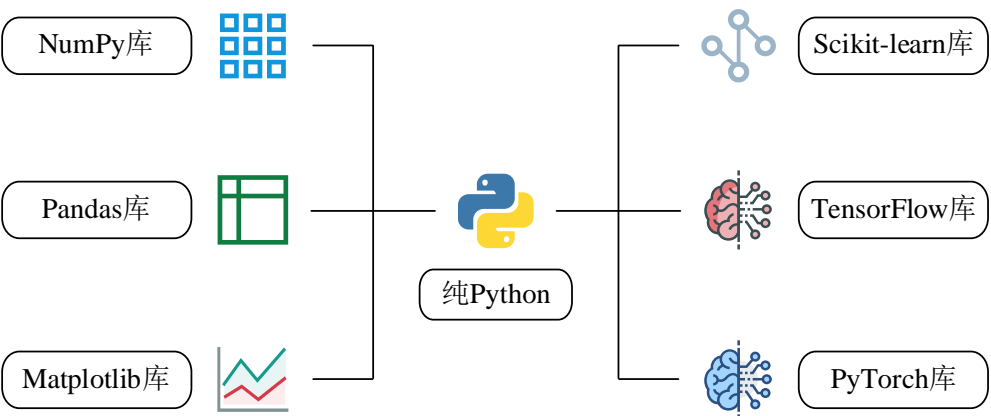 NumPy库
Scikit-learn库
Pandas库
TensorFlow库
纯Python
Matplotlib库
PyTorch库